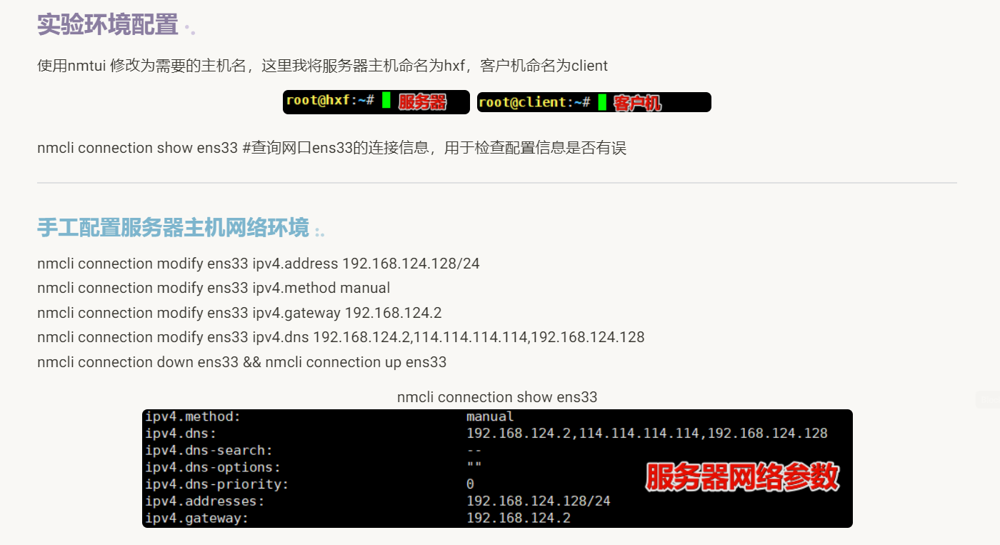 实验环境配置
使用nmtui 修改为需要的主机名，这里我将服务器主机命名为hxf，客户机命名为client
root@hxf:~# 服务器
root@client:~# 客户机
nmcli connection show ens33 #查询网口ens33的连接信息，用于检查配置信息是否有误
手工配置服务器主机网络环境
nmcli connection modify ens33 ipv4.address 192.168.124.128/24
nmcli connection modify ens33 ipv4.method manual
nmcli connection modify ens33 ipv4.gateway 192.168.124.2
nmcli connection modify ens33 ipv4.dns 192.168.124.2,114.114.114.114,192.168.124.128
nmcli connection down ens33 && nmcli connection up ens33
nmcli connection show ens33
ipv4.method: manual
ipv4.dns: 192.168.124.2,114.114.114.114,192.168.124.128
ipv4.dns-search: --
ipv4.dns-options: ""
ipv4.dns-priority: 0
服务器网络参数
ipv4.addresses: 192.168.124.128/24
ipv4.gateway: 192.168.124.2